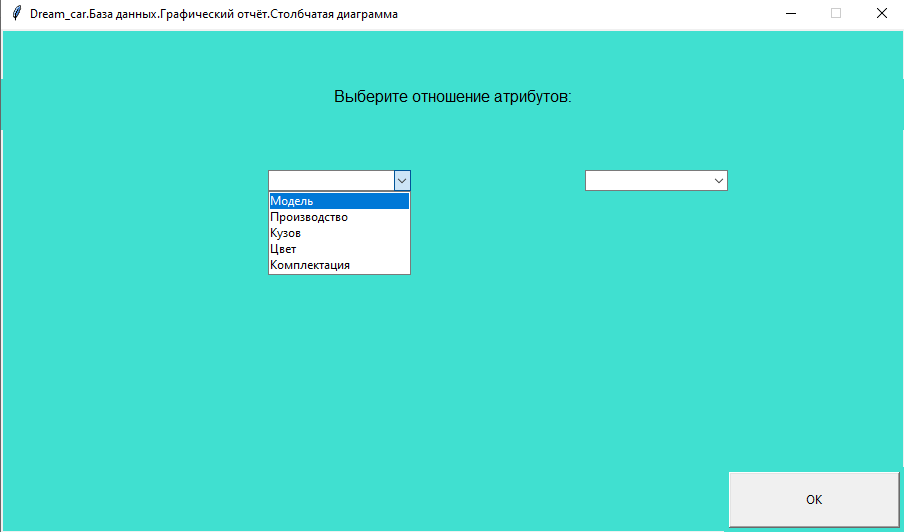 Dream_car.База данных.Графический отчёт.Столбчатая диаграмма
Выберите отношение атрибутов:
Модель
Производство
Кузов
Цвет
Комплектация
OK